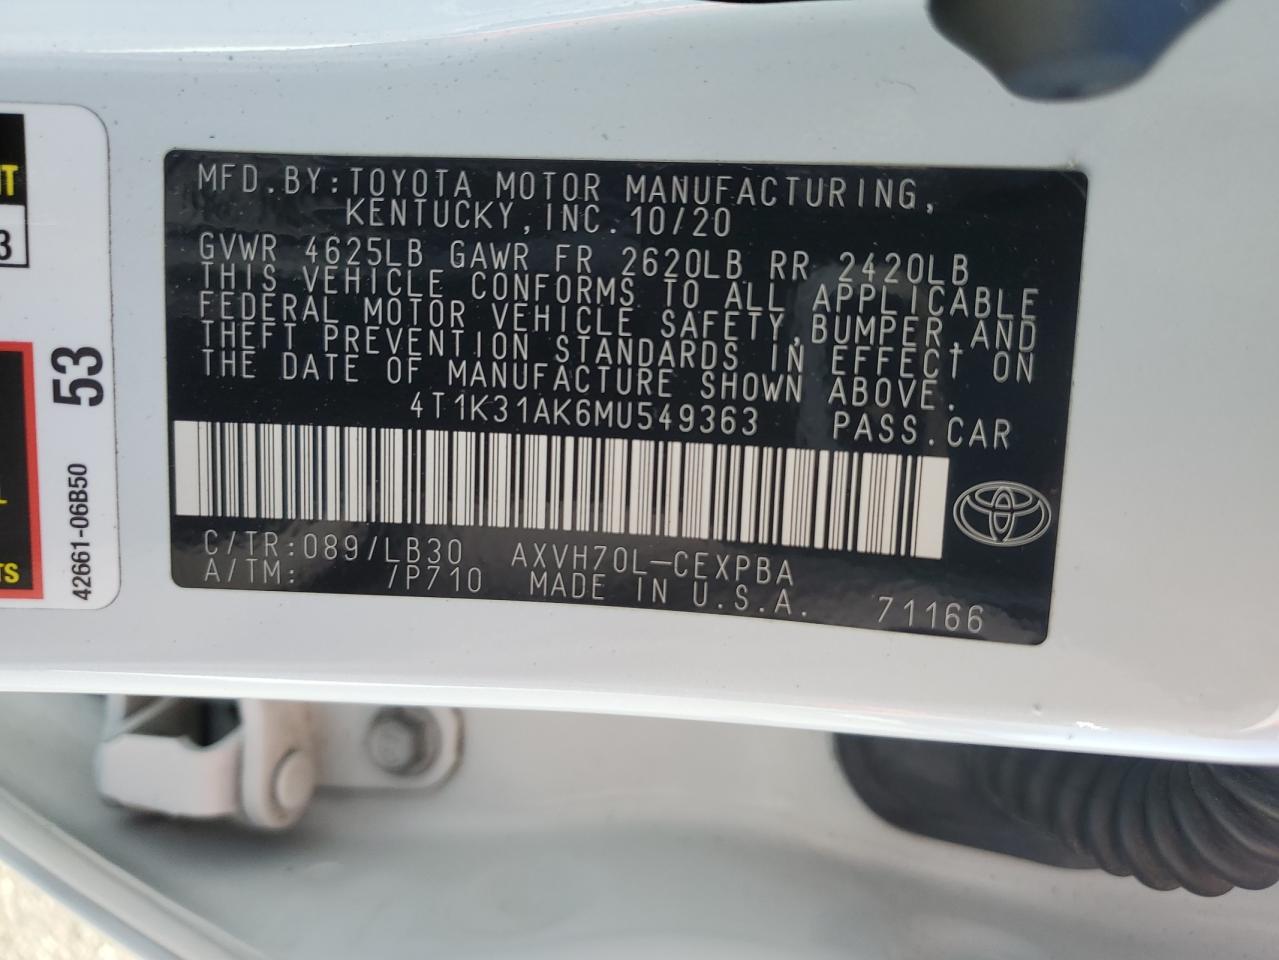 MFD.BY:TOYOTA MOTOR MANUFACTURING,
KENTUCKY,INC.10/20
GVWR 4625LB GAWR FR 2620LB RR 2420LB
THIS VEHICLE CONFORMS TO ALL APPLICABLE
FEDERAL MOTOR VEHICLE SAFETY,BUMPER,AND
THEFT PREVENTION STANDARDS IN EFFECT ON
THE DATE OF MANUFACTURE SHOWN ABOVE.
4T1K31AK6MU549363 PASS.CAR
C/TR:089/LB30 AXVH70L-CEXPBA
A/TM: /P710 MADE IN U.S.A. 71166
53
42661-06B50
3